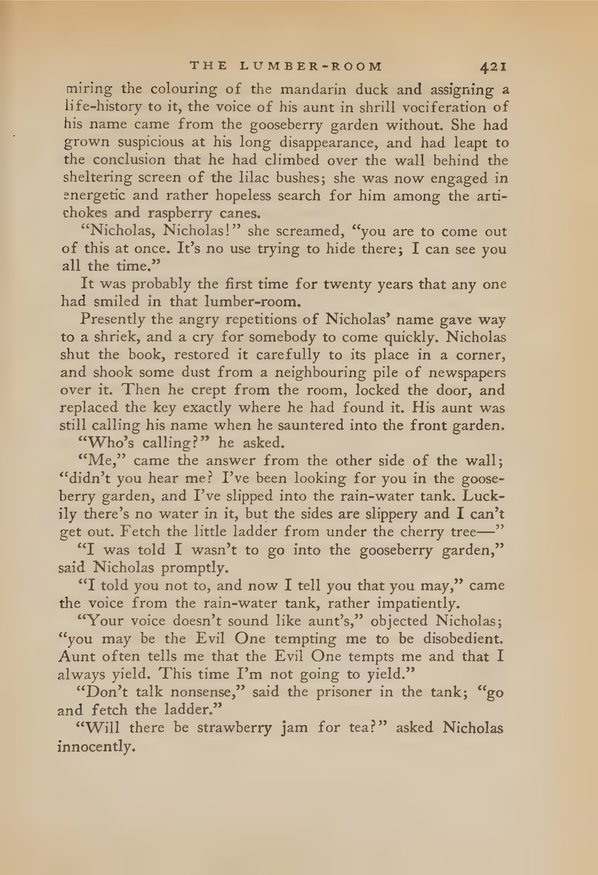 THE LUMBER-ROOM 421
miring the colouring of the mandarin duck and assigning a
life-history to it, the voice of his aunt in shrill vociferation of
his name came from the gooseberry garden without. She had
grown suspicious at his long disappearance, and had leapt to
the conclusion that he had climbed over the wall behind the
sheltering screen of the lilac bushes; she was now engaged in
energetic and rather hopeless search for him among the arti-
chokes and raspberry canes.
“Nicholas, Nicholas!” she screamed, “you are to come out
of this at once. It’s no use trying to hide there; I can see you
all the time.”
It was probably the first time for twenty years that any one
had smiled in that lumber-room.
Presently the angry repetitions of Nicholas’ name gave way
to a shriek, and a cry for somebody to come quickly. Nicholas
shut the book, restored it carefully to its place in a corner,
and shook some dust from a neighbouring pile of newspapers
over it. Then he crept from the room, locked the door, and
replaced the key exactly where he had found it. His aunt was
still calling his name when he sauntered into the front garden.
“Who’s calling?” he asked.
“Me,” came the answer from the other side of the wall;
“didn’t you hear me? I’ve been looking for you in the goose-
berry garden, and I’ve slipped into the rain-water tank. Luck-
ily there’s no water in it, but the sides are slippery and I can’t
get out. Fetch the little ladder from under the cherry tree—”
“I was told I wasn’t to go into the gooseberry garden,”
said Nicholas promptly.
“I told you not to, and now I tell you that you may,” came
the voice from the rain-water tank, rather impatiently.
“Your voice doesn’t sound like aunt’s,” objected Nicholas;
“you may be the Evil One tempting me to be disobedient.
Aunt often tells me that the Evil One tempts me and that I
always yield. This time I’m not going to yield.”
“Don’t talk nonsense,” said the prisoner in the tank; “go
and fetch the ladder.”
“Will there be strawberry jam for tea?” asked Nicholas
innocently.